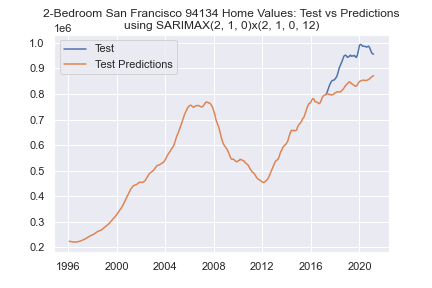 2-Bedroom San Francisco 94134 Home Values: Test vs Predictions
using SARIMAX(2, 1, 0)x(2, 1, 0, 12)
1e6
Test
Test Predictions
1.0
0.9
0.8
0.7
0.6
0.5
0.4
0.3
0.2
1996 2000 2004 2008 2012 2016 2020